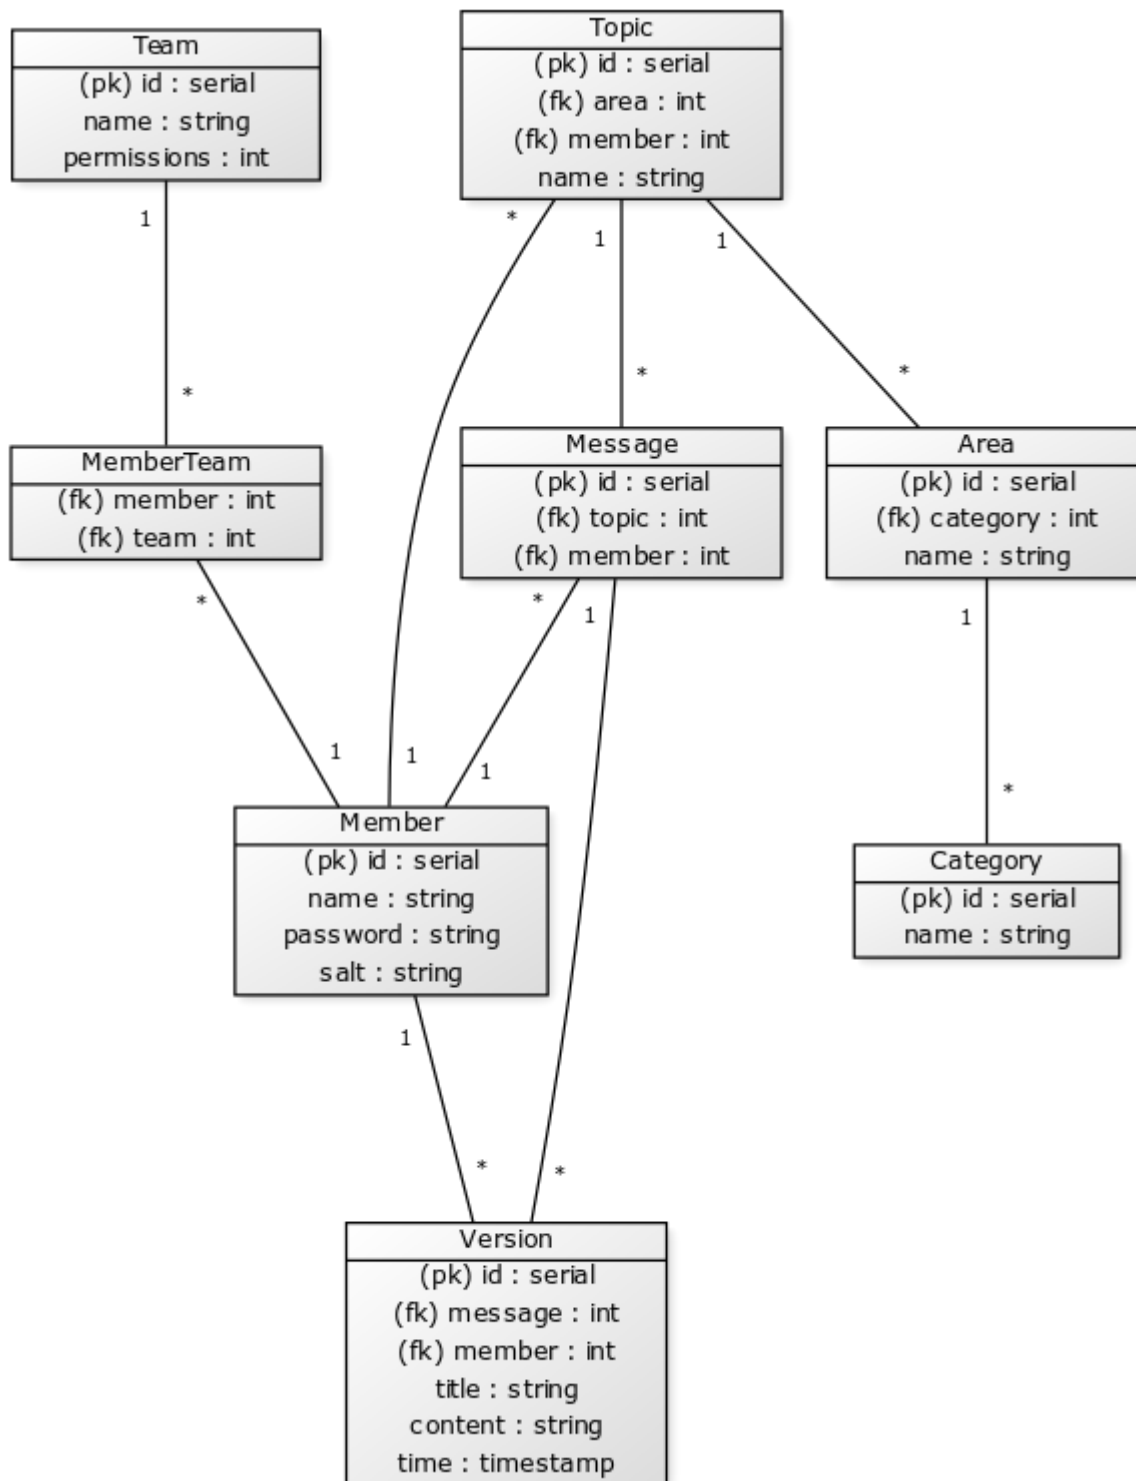 Team
(pk) id : serial
name : string
permissions : int
Topic
(pk) id : serial
(fk) area : int
(fk) member : int
name : string
1
*
1
1
*
*
*
MemberTeam
(fk) member : int
(fk) team : int
Message
(pk) id : serial
(fk) topic : int
(fk) member : int
Area
(pk) id : serial
(fk) category : int
name : string
*
*
1
1
1
1
1
*
Member
(pk) id : serial
name : string
password : string
salt : string
Category
(pk) id : serial
name : string
1
*
*
Version
(pk) id : serial
(fk) message : int
(fk) member : int
title : string
content : string
time : timestamp